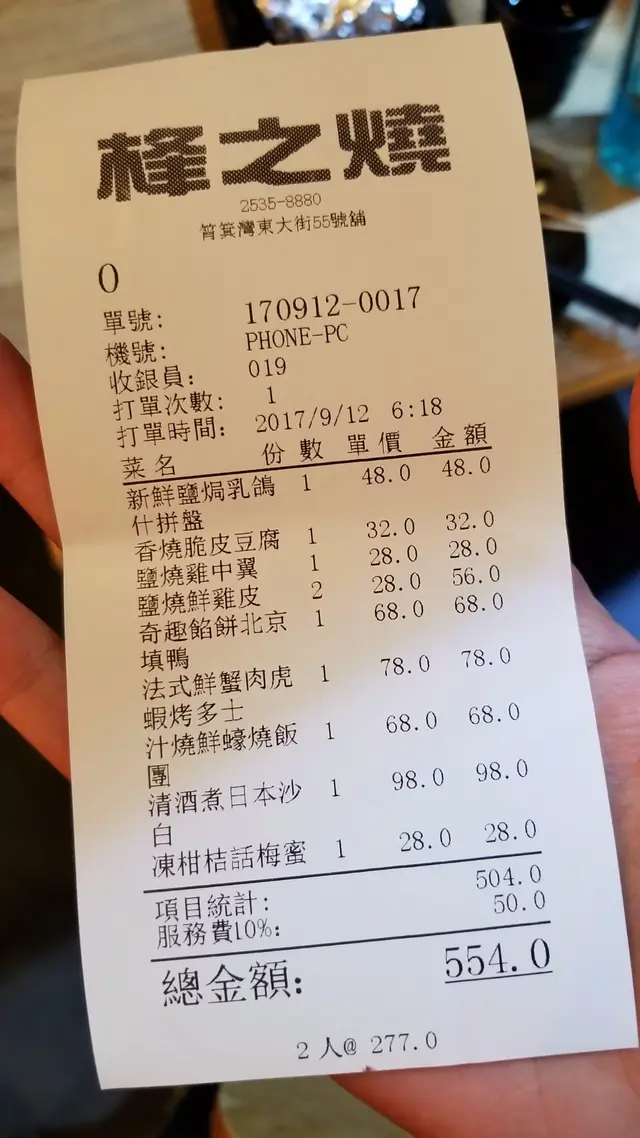 棒之燒
2535-8880
筲箕灣東大街55號舖
0
單號: 170912-0017
機號: PHONE-PC
收銀員: 019
打單次數: 1
打單時間: 2017/9/12 6:18
菜名 份數 單價 金額
新鮮鹽焗乳鴿 1 48.0 48.0
什拼盤
香燒脆皮豆腐 1 32.0 32.0
鹽燒雞中翼 1 28.0 28.0
鹽燒鮮雞皮 2 28.0 56.0
奇趣餡餅北京 1 68.0 68.0
填鴨
法式鮮蟹肉虎 1 78.0 78.0
蝦烤多士
汁燒鮮蠔燒飯 1 68.0 68.0
團
清酒煮日本沙 1 98.0 98.0
白
凍柑桔話梅蜜 1 28.0 28.0
項目統計: 504.0
服務費10%: 50.0
總金額: 554.0
2 人@ 277.0